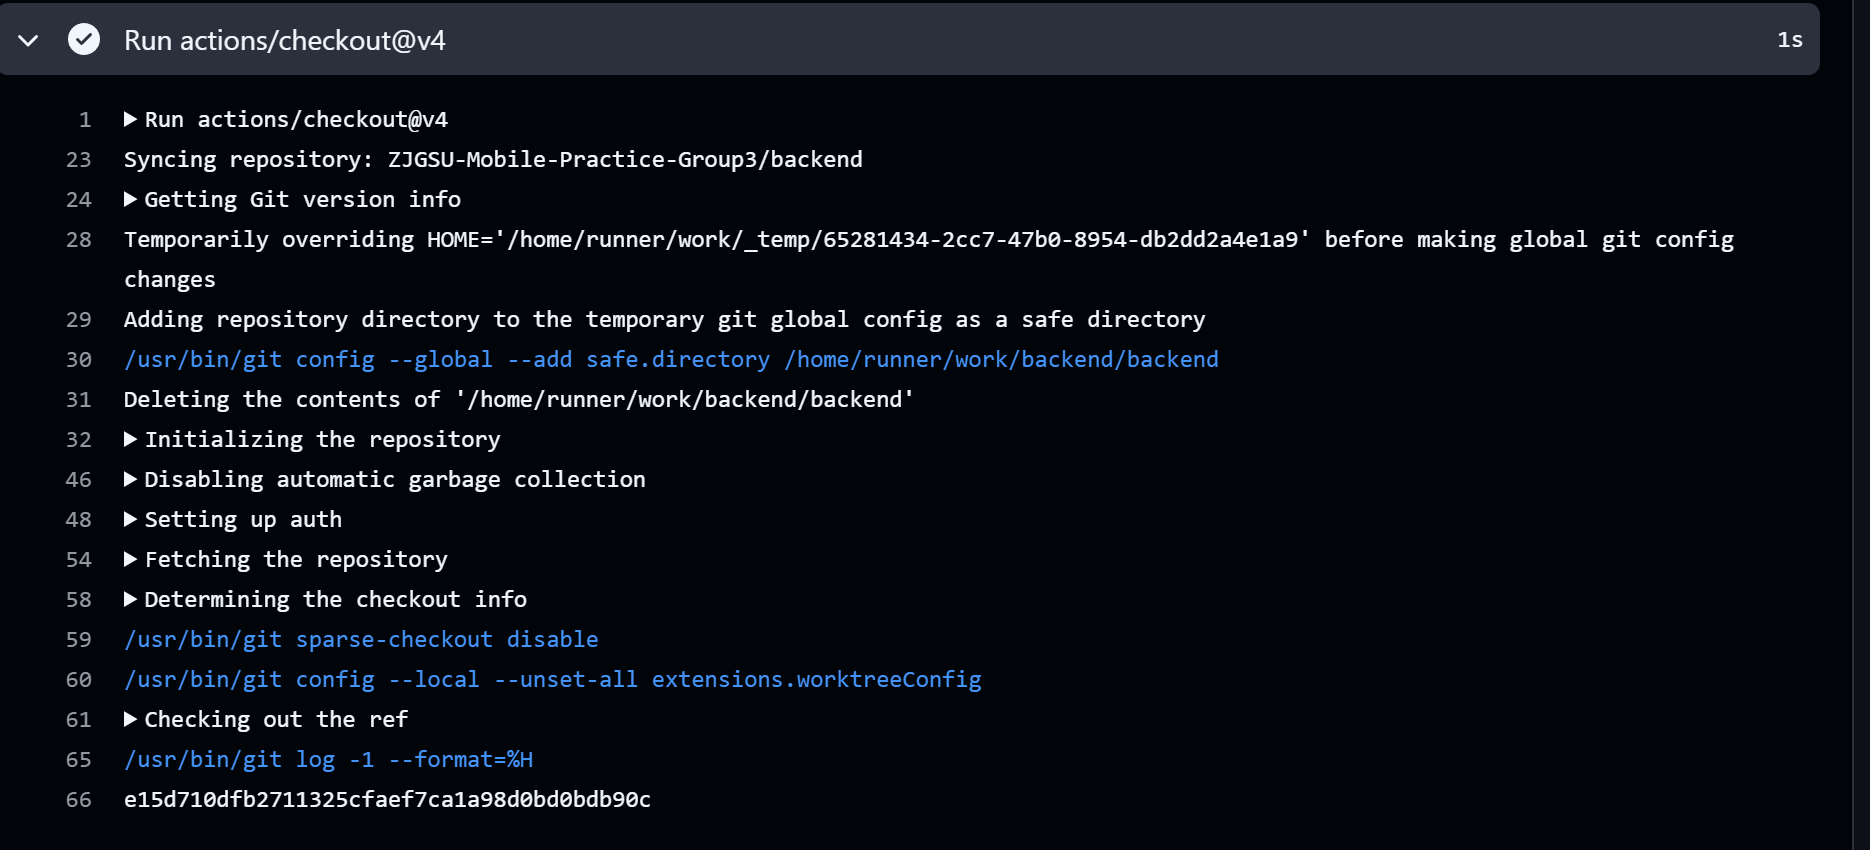 Run actions/checkout@v4 1s
1 Run actions/checkout@v4
23 Syncing repository: ZJGSU-Mobile-Practice-Group3/backend
24 Getting Git version info
28 Temporarily overriding HOME='/home/runner/work/_temp/65281434-2cc7-47b0-8954-db2dd2a4e1a9' before making global git config
changes
29 Adding repository directory to the temporary git global config as a safe directory
30 /usr/bin/git config --global --add safe.directory /home/runner/work/backend/backend
31 Deleting the contents of '/home/runner/work/backend/backend'
32 Initializing the repository
46 Disabling automatic garbage collection
48 Setting up auth
54 Fetching the repository
58 Determining the checkout info
59 /usr/bin/git sparse-checkout disable
60 /usr/bin/git config --local --unset-all extensions.worktreeConfig
61 Checking out the ref
65 /usr/bin/git log -1 --format=%H
66 e15d710dfb2711325cfaef7ca1a98d0bd0bdb90c